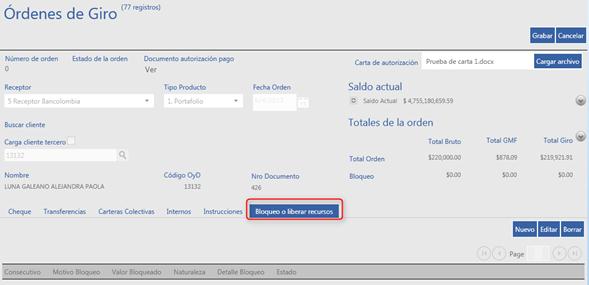 Órdenes de Giro (77 registros)
Grabar Cancelar
Número de orden Estado de la orden Documento autorización pago
0 Ver
Carta de autorización Prueba de carta 1.docx Cargar archivo
Receptor Tipo Producto Fecha Orden
5 Receptor Bancolombia 1. Portafolio
Saldo actual
Saldo Actual $ 4,755,180,659.59
Buscar cliente
Carga cliente tercero
13132
Totales de la orden
Total Bruto Total GMF Total Giro
Total Orden $220,000.00 $878.09 $219,921.91
Bloqueo $0.00 $0.00 $0.00
Nombre Código OyD Nro Documento
LUNA GALEANO ALEJANDRA PAOLA 13132 426
Cheque Transferencias Carteras Colectivas Internos Instrucciones Bloqueo o liberar recursos
Nuevo Editar Borrar
Page
Consecutivo Motivo Bloqueo Valor Bloqueado Naturaleza Detalle Bloqueo Estado